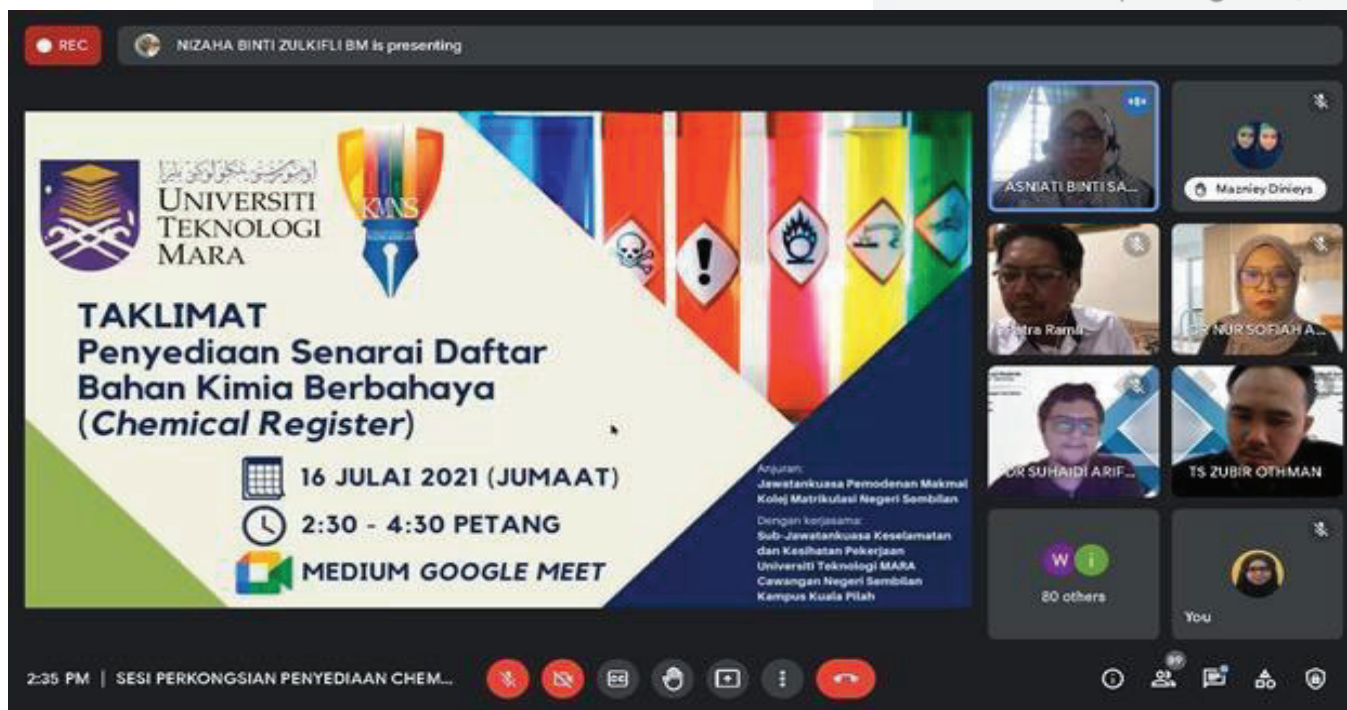 REC
NIZAHA BINTI ZULKIFLI BM is presenting
UNIVERSITI
TEKNOLOGI
MARA
KMNS
TAKLIMAT
Penyediaan Senarai Daftar
Bahan Kimia Berbahaya
(Chemical Register)
16 JULAI 2021 (JUMAAT)
2:30 - 4:30 PETANG
MEDIUM GOOGLE MEET
Anjuran:
Jawatankuasa Pemodenan Makmal
Kolej Matrikulasi Negeri Sembilan
Dengan kerjasama:
Sub-Jawatankuasa Keselamatan
dan Kesihatan Pekerjaan
Universiti Teknologi MARA
Cawangan Negeri Sembilan
Kampus Kuala Pilah
ASNIATI BINTI SA...
Mazniey Dinieys
Ramli
DR NUR SOFIAH A...
DR SUHAIDI ARIF...
TS ZUBIR OTHMAN
W i
80 others
You
2:35 PM | SESI PERKONGSIAN PENYEDIAAN CHEM...
CC
89